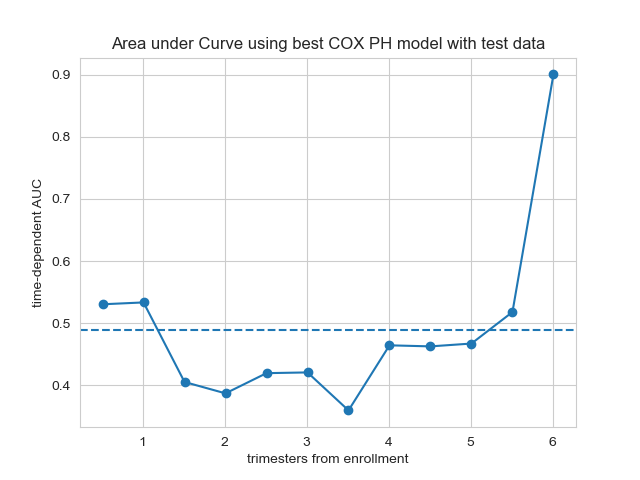 Area under Curve using best COX PH model with test data
time-dependent AUC
0.9
0.8
0.7
0.6
0.5
0.4
1 2 3 4 5 6
trimesters from enrollment